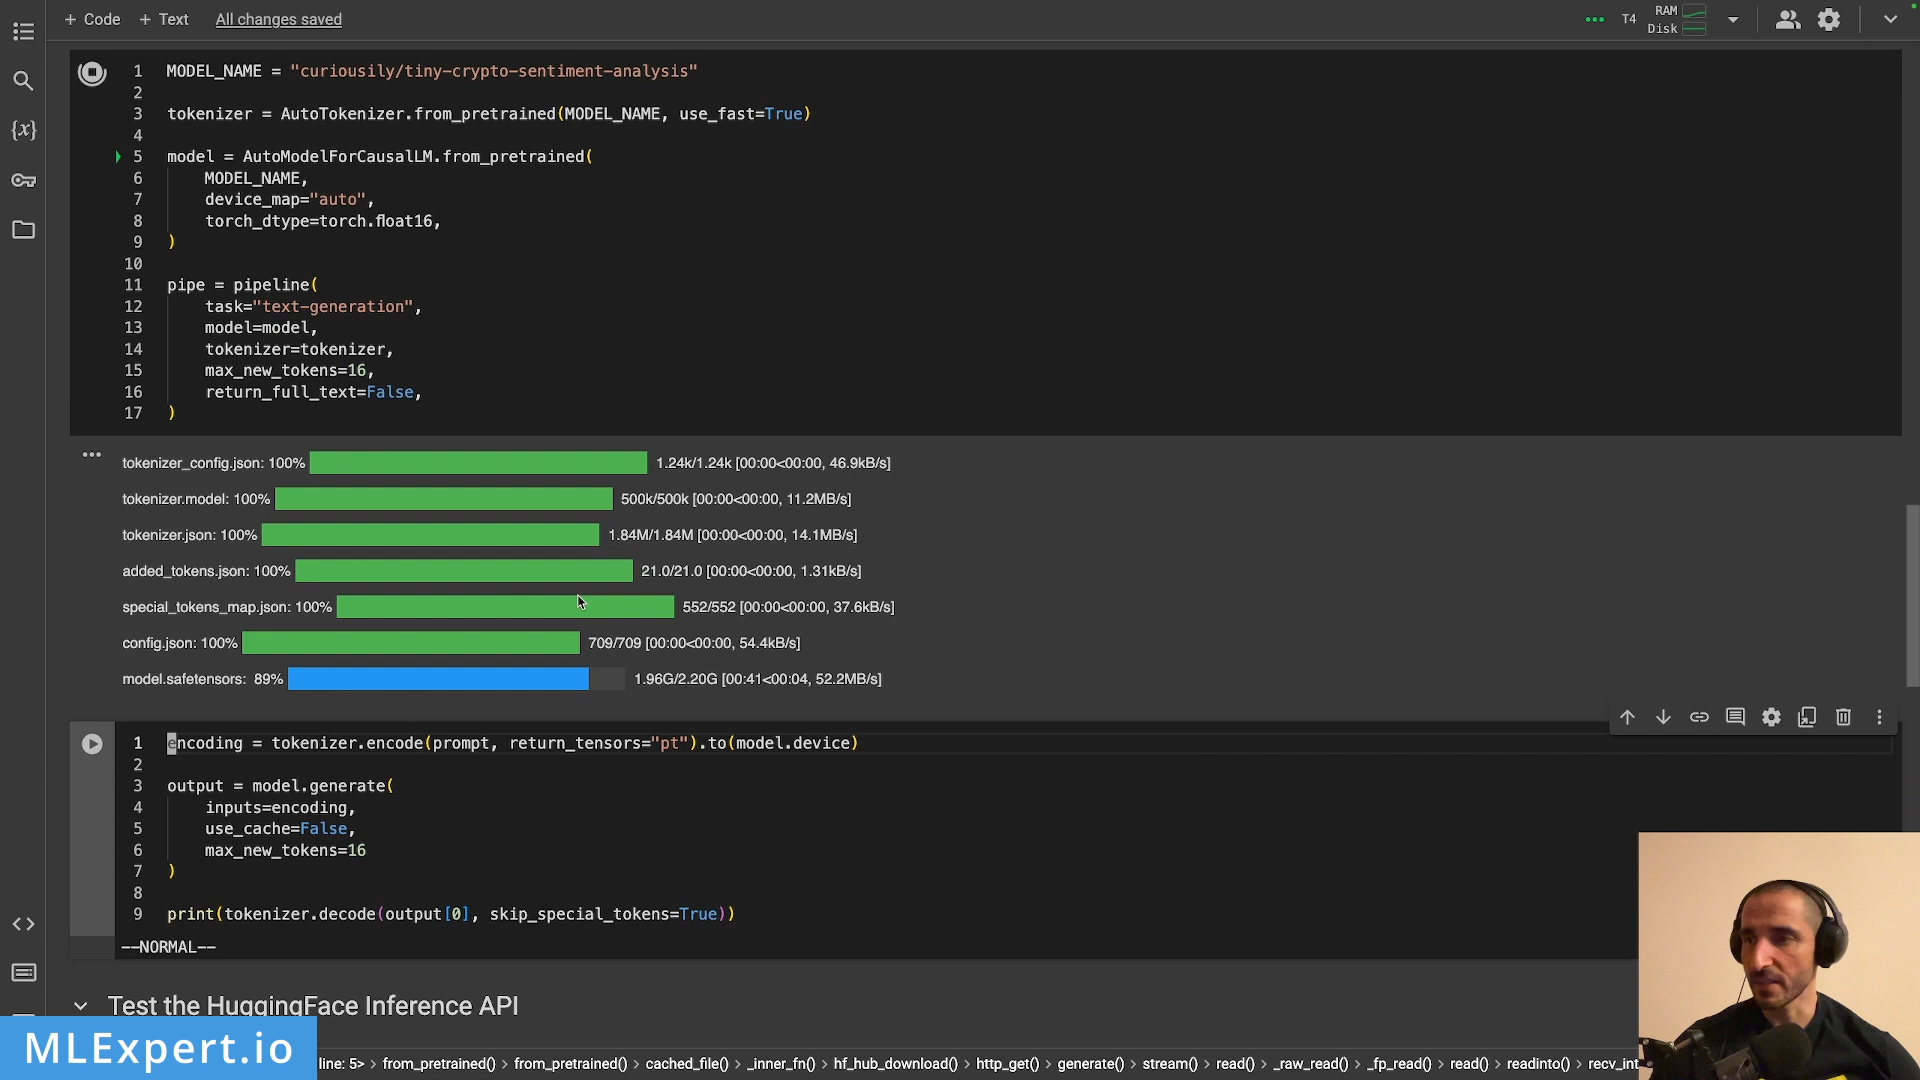 + Code + Text All changes saved
T4 RAM Disk
1 MODEL_NAME = "curiousily/tiny-crypto-sentiment-analysis"
2
3 tokenizer = AutoTokenizer.from_pretrained(MODEL_NAME, use_fast=True)
4
5 model = AutoModelForCausalLM.from_pretrained(
6 MODEL_NAME,
7 device_map="auto",
8 torch_dtype=torch.float16,
9 )
10
11 pipe = pipeline(
12 task="text-generation",
13 model=model,
14 tokenizer=tokenizer,
15 max_new_tokens=16,
16 return_full_text=False,
17 )
tokenizer_config.json: 100% 1.24k/1.24k [00:00<00:00, 46.9kB/s]
tokenizer.model: 100% 500k/500k [00:00<00:00, 11.2MB/s]
tokenizer.json: 100% 1.84M/1.84M [00:00<00:00, 14.1MB/s]
added_tokens.json: 100% 21.0/21.0 [00:00<00:00, 1.31kB/s]
special_tokens_map.json: 100% 552/552 [00:00<00:00, 37.6kB/s]
config.json: 100% 709/709 [00:00<00:00, 54.4kB/s]
model.safetensors: 89% 1.96G/2.20G [00:41<00:04, 52.2MB/s]
1 encoding = tokenizer.encode(prompt, return_tensors="pt").to(model.device)
2
3 output = model.generate(
4 inputs=encoding,
5 use_cache=False,
6 max_new_tokens=16
7 )
8
9 print(tokenizer.decode(output[0], skip_special_tokens=True))
--NORMAL--
Test the HuggingFace Inference API
MLExpert.io
line: 5> > from_pretrained() > from_pretrained() > cached_file() > _inner_fn() > hf_hub_download() > http_get() > generate() > stream() > read() > _raw_read() > _fp_read() > read() > readinto() > recv_int